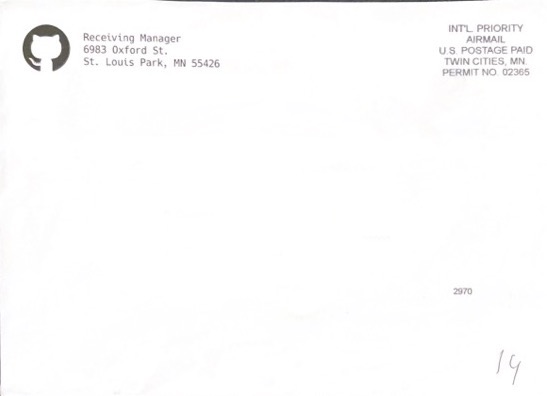 Receiving Manager
6983 Oxford St.
St. Louis Park, MN 55426
INT'L. PRIORITY
AIRMAIL
U.S. POSTAGE PAID
TWIN CITIES, MN.
PERMIT NO. 02365
2970
19